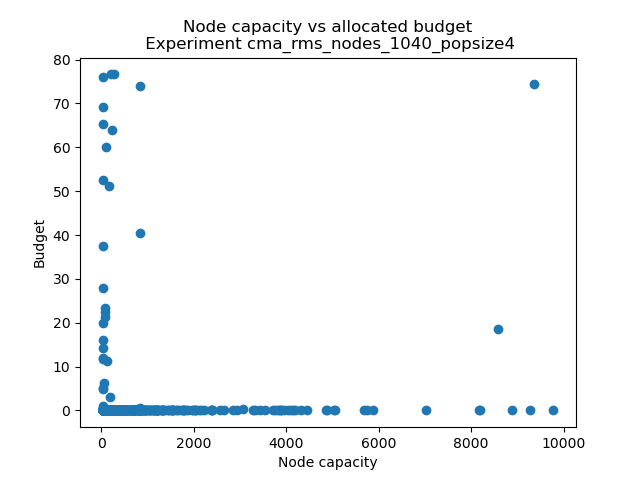 Node capacity vs allocated budget
Experiment cma_rms_nodes_1040_popsize4
80
70
60
50
40
30
20
10
0
Budget
0 2000 4000 6000 8000 10000
Node capacity